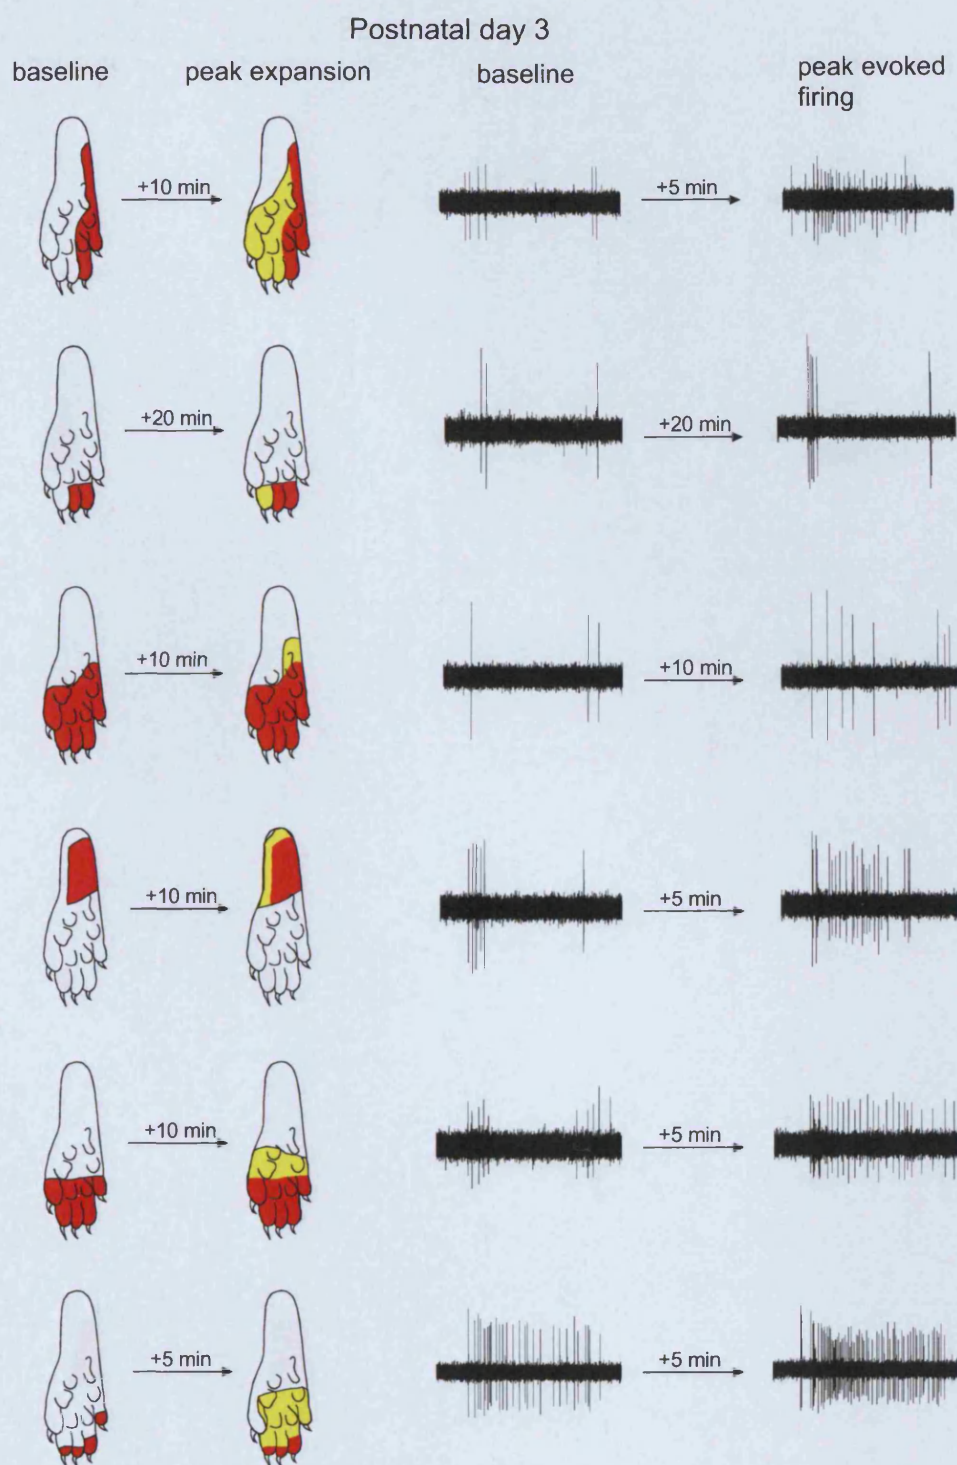 Postnatal day 3
baseline peak expansion baseline peak evoked
firing
+10 min +5 min
+20 min +20 min
+10 min +10 min
+10 min +5 min
+10 min +5 min
+5 min +5 min